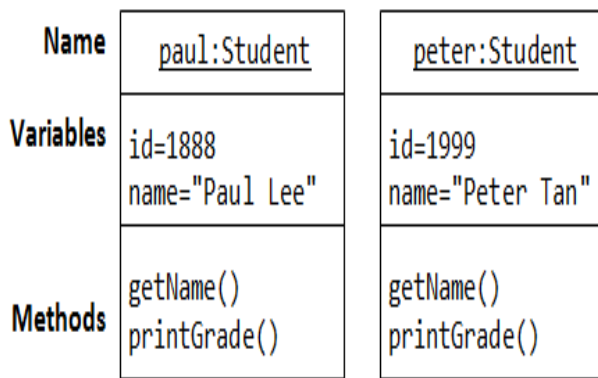 Name
paul:Student
peter:Student
Variables
id=1888
name="Paul Lee"
id=1999
name="Peter Tan"
Methods
getName()
printGrade()
getName()
printGrade()